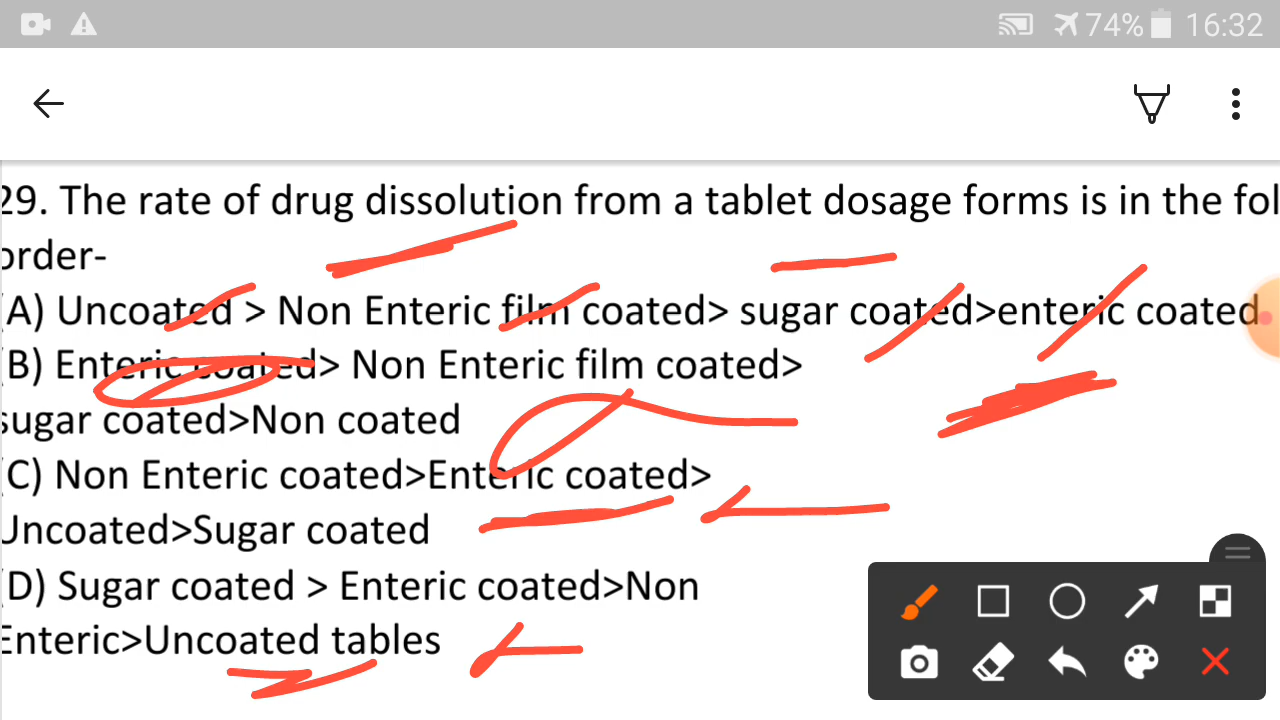 74% 16:32
29. The rate of drug dissolution from a tablet dosage forms is in the fol
order-
(A) Uncoated > Non Enteric film coated> sugar coated>enteric coated
(B) Enteric coated> Non Enteric film coated>
sugar coated>Non coated
(C) Non Enteric coated>Enteric coated>
Uncoated>Sugar coated
(D) Sugar coated > Enteric coated>Non
Enteric>Uncoated tables